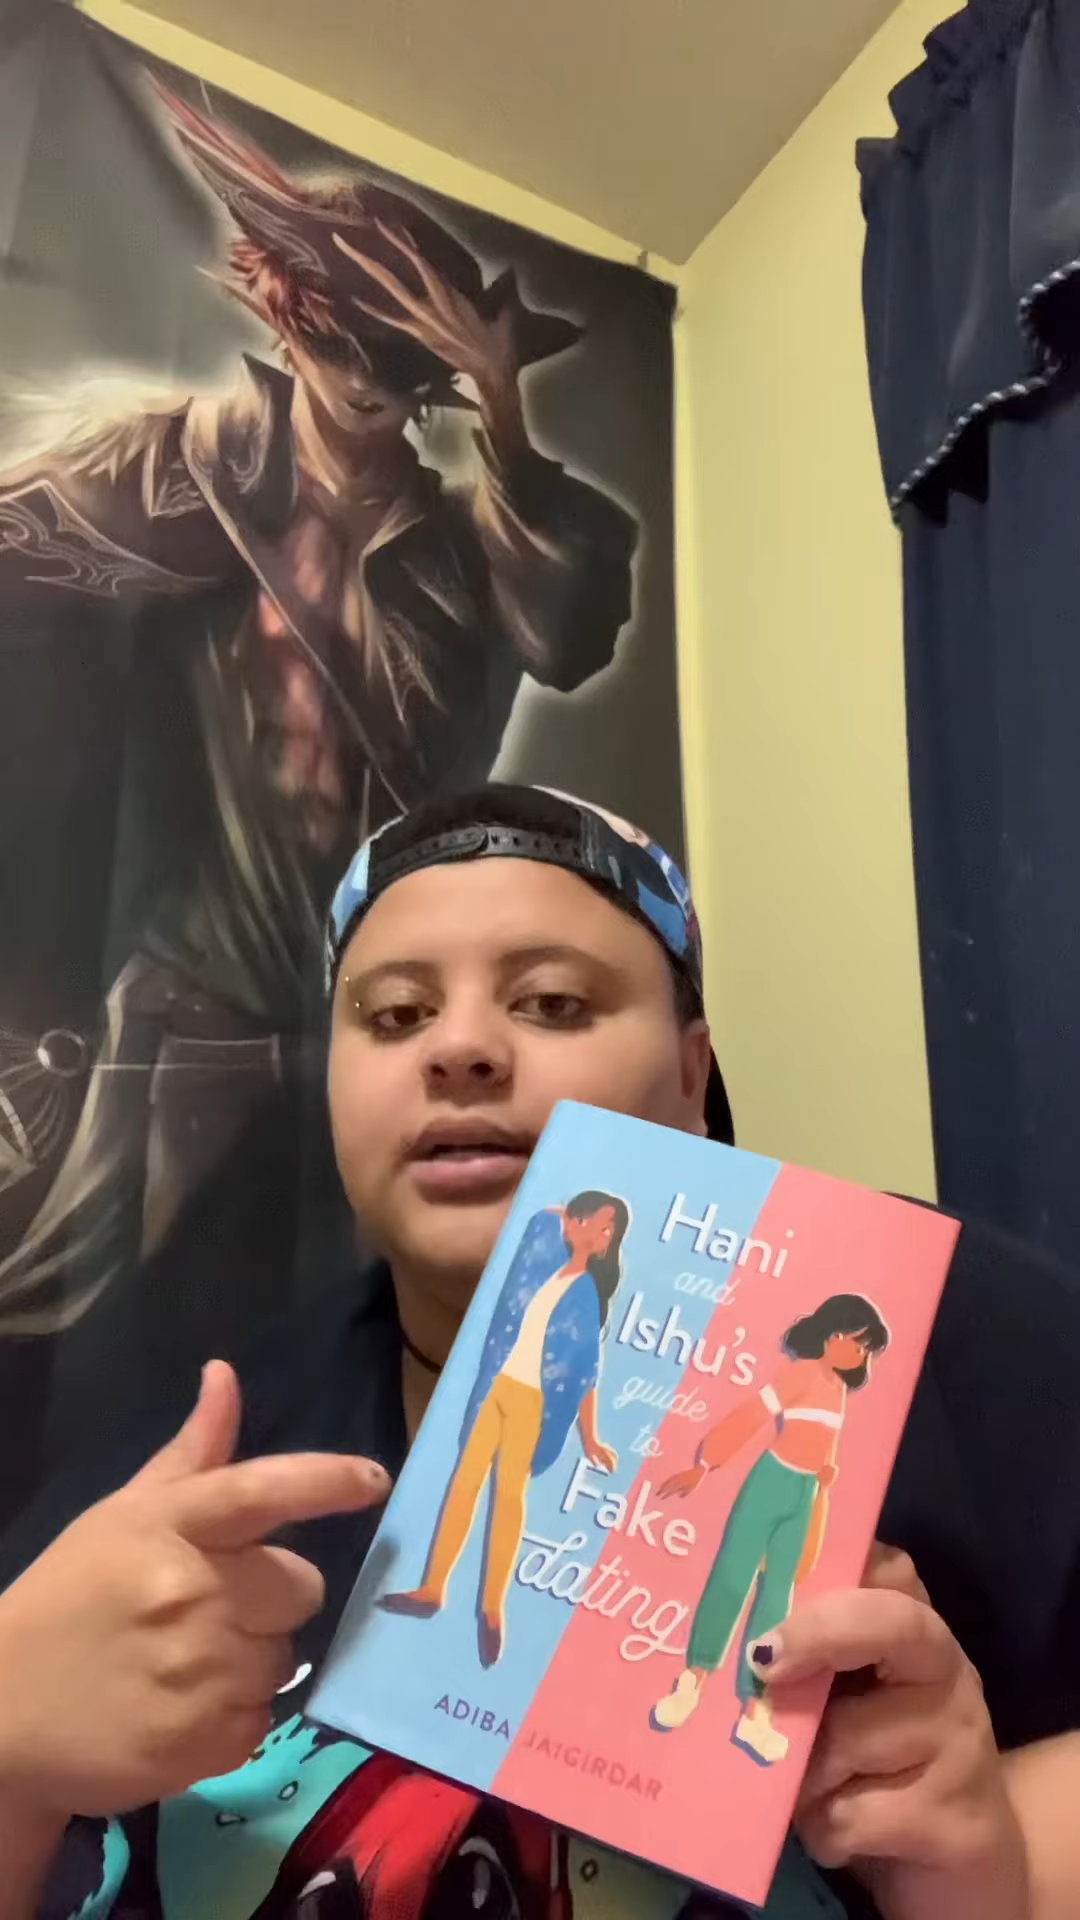 Hani
and
Ishu's
guide
to
Fake
dating
ADIBA JAIGIRDAR